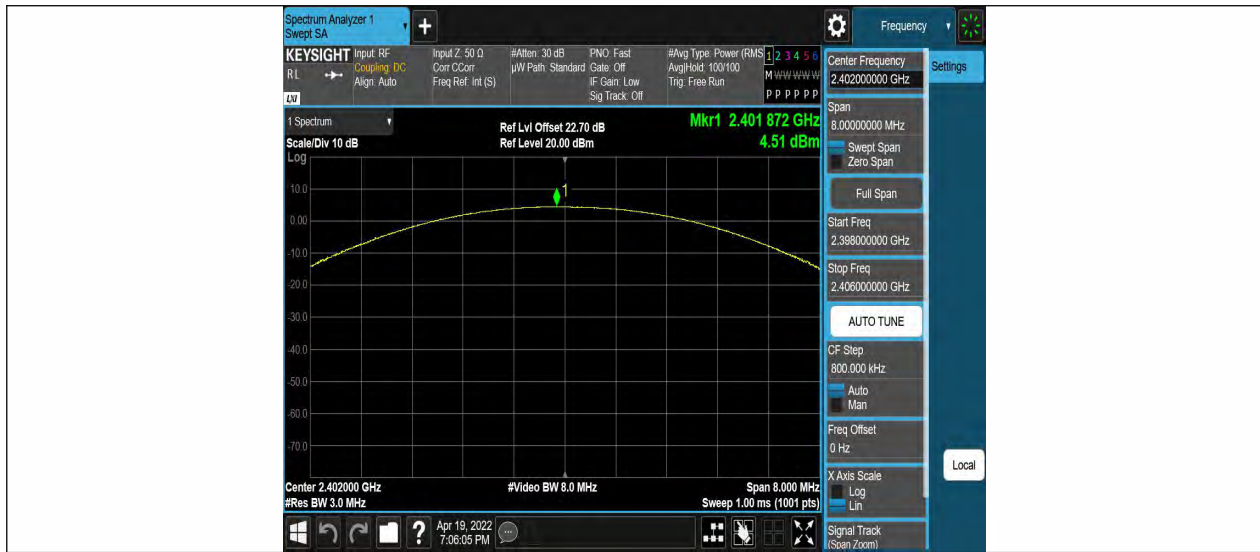 Spectrum Analyzer 1
Swept SA
+
Frequency
KEYSIGHT
RL
LXI
Input: RF
Coupling: DC
Align: Auto
Input Z: 50 Ω
Corr CCorr
Freq Ref: Int (S)
#Atten: 30 dB
µW Path: Standard
PNO: Fast
Gate: Off
IF Gain: Low
Sig Track: Off
#Avg Type: Power (RMS
Avg|Hold: 100/100
Trig: Free Run
1 2 3 4 5 6
M W W W W W
P P P P P P
1 Spectrum
Scale/Div 10 dB
Ref Lvl Offset 22.70 dB
Ref Level 20.00 dBm
Mkr1 2.401 872 GHz
4.51 dBm
Log
10.0
0.00
-10.0
-20.0
-30.0
-40.0
-50.0
-60.0
-70.0
1
Center 2.402000 GHz
#Res BW 3.0 MHz
#Video BW 8.0 MHz
Span 8.000 MHz
Sweep 1.00 ms (1001 pts)
?
Apr 19, 2022
7:06:05 PM
Center Frequency
2.402000000 GHz
Span
8.00000000 MHz
Swept Span
Zero Span
Full Span
Start Freq
2.398000000 GHz
Stop Freq
2.406000000 GHz
AUTO TUNE
CF Step
800.000 kHz
Auto
Man
Freq Offset
0 Hz
X Axis Scale
Log
Lin
Signal Track
(Span Zoom)
Settings
Local